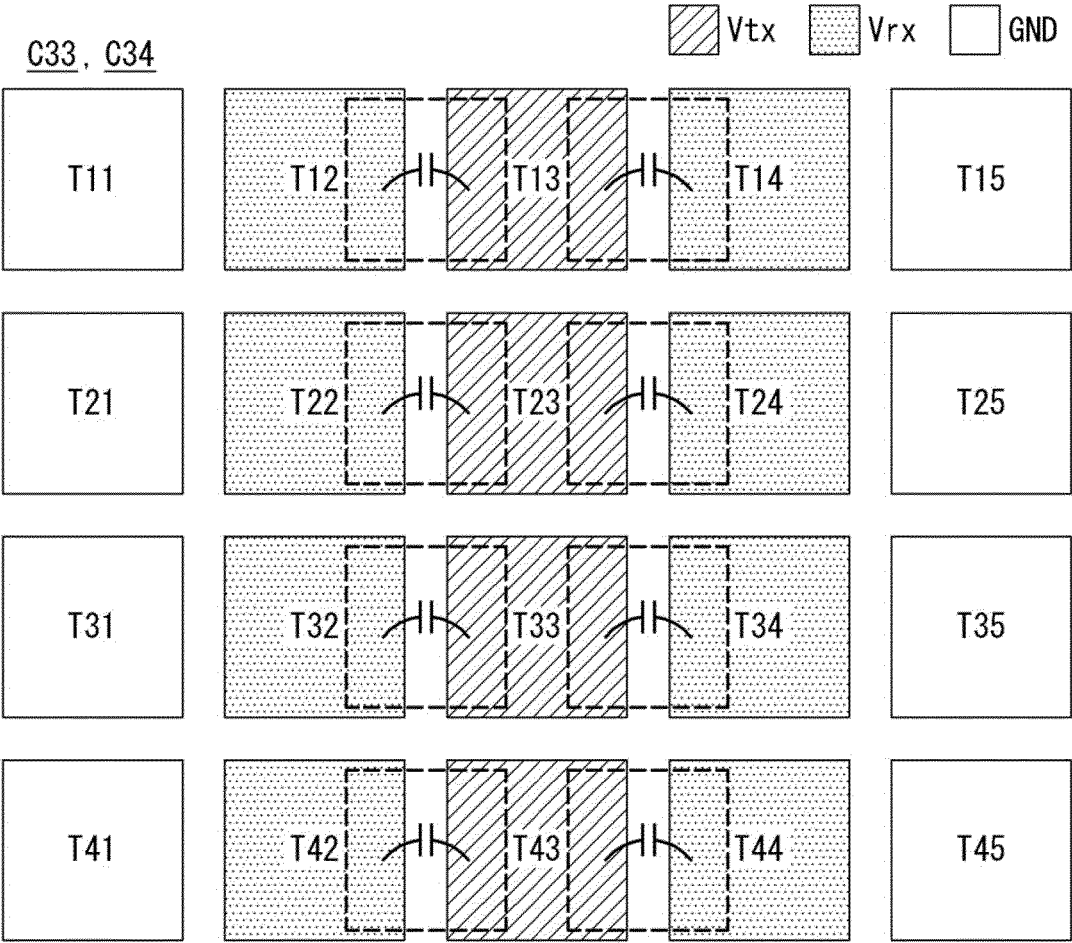 Vtx Vrx GND
C33, C34
T11 T12 T13 T14 T15
T21 T22 T23 T24 T25
T31 T32 T33 T34 T35
T41 T42 T43 T44 T45